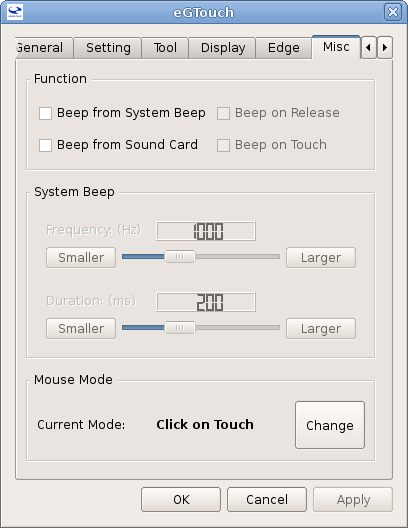 eGTouch
General Setting Tool Display Edge Misc
Function
Beep from System Beep Beep on Release
Beep from Sound Card Beep on Touch
System Beep
Frequency: (Hz) 1000
Smaller Larger
Duration: (ms) 200
Smaller Larger
Mouse Mode
Current Mode: Click on Touch Change
OK Cancel Apply